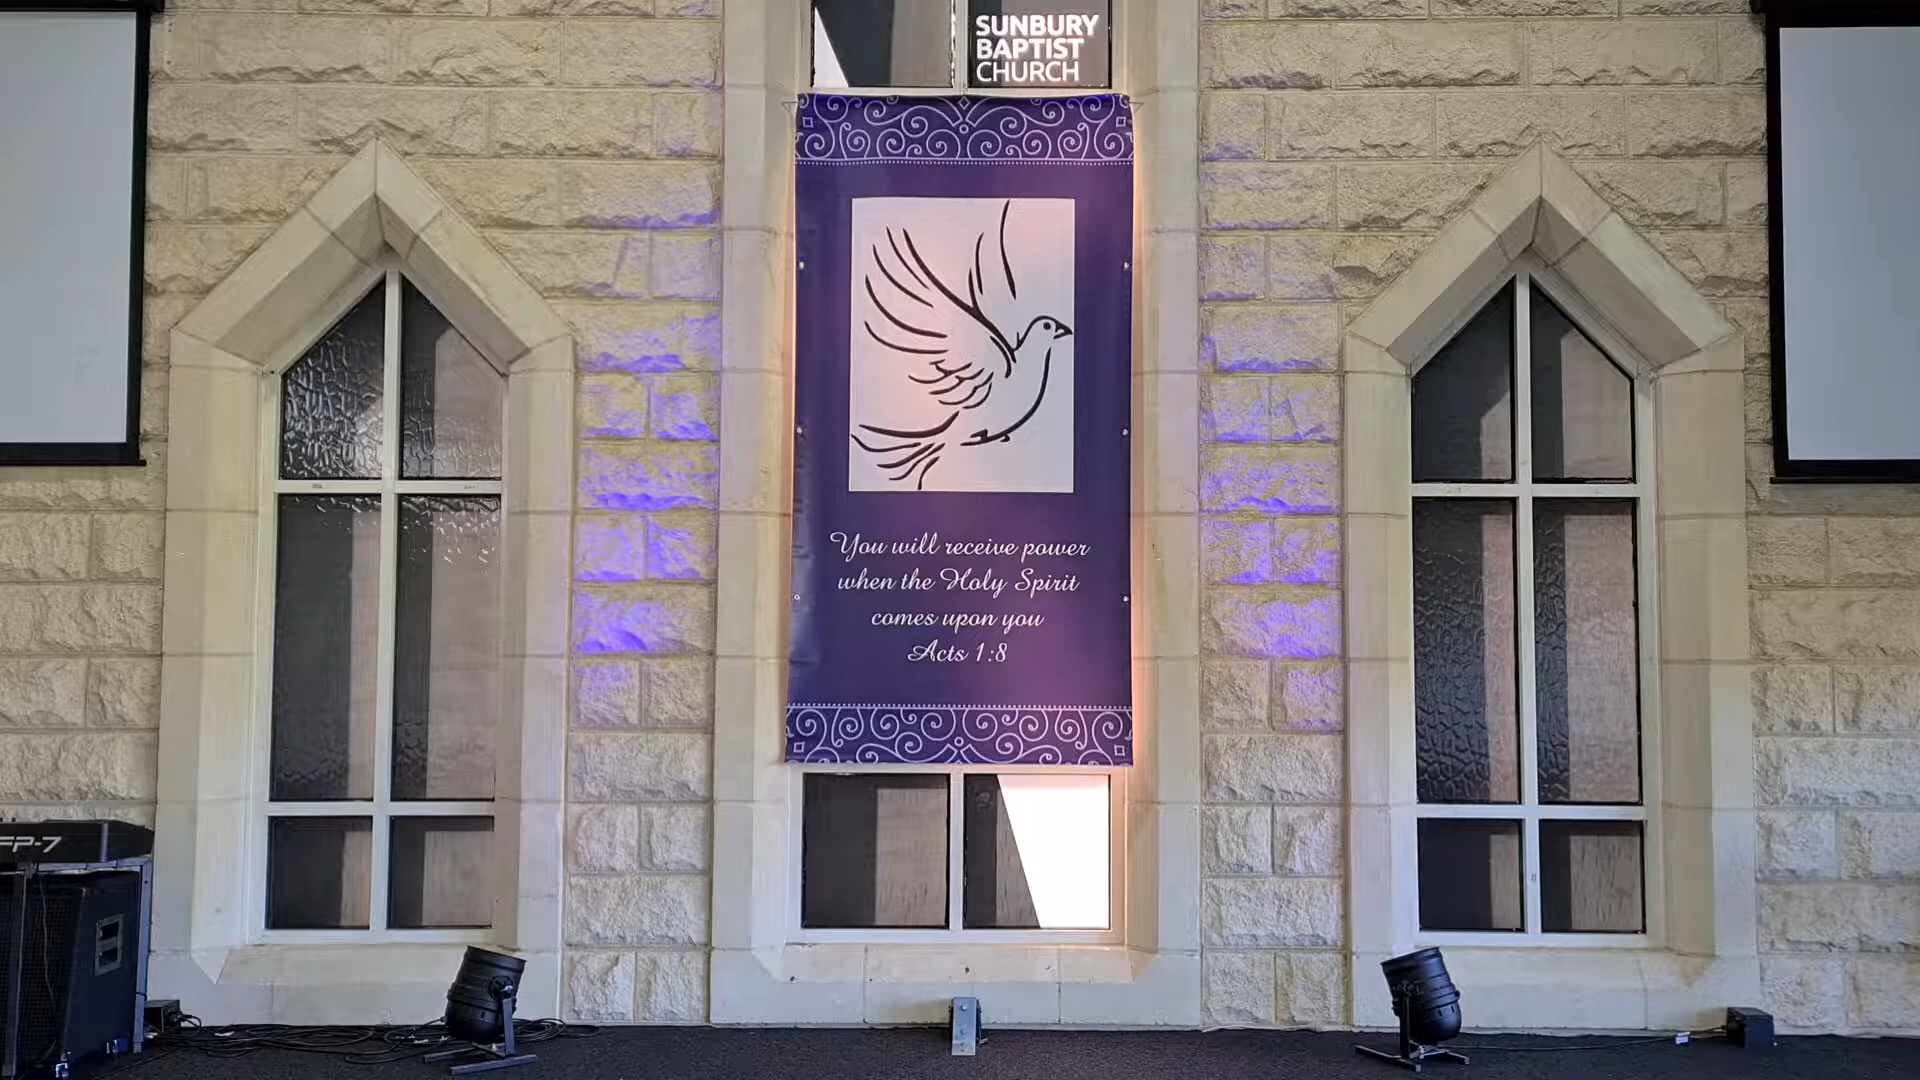 SUNBURY
BAPTIST
CHURCH
You will receive power
when the Holy Spirit
comes upon you
Acts 1:8
FP-7